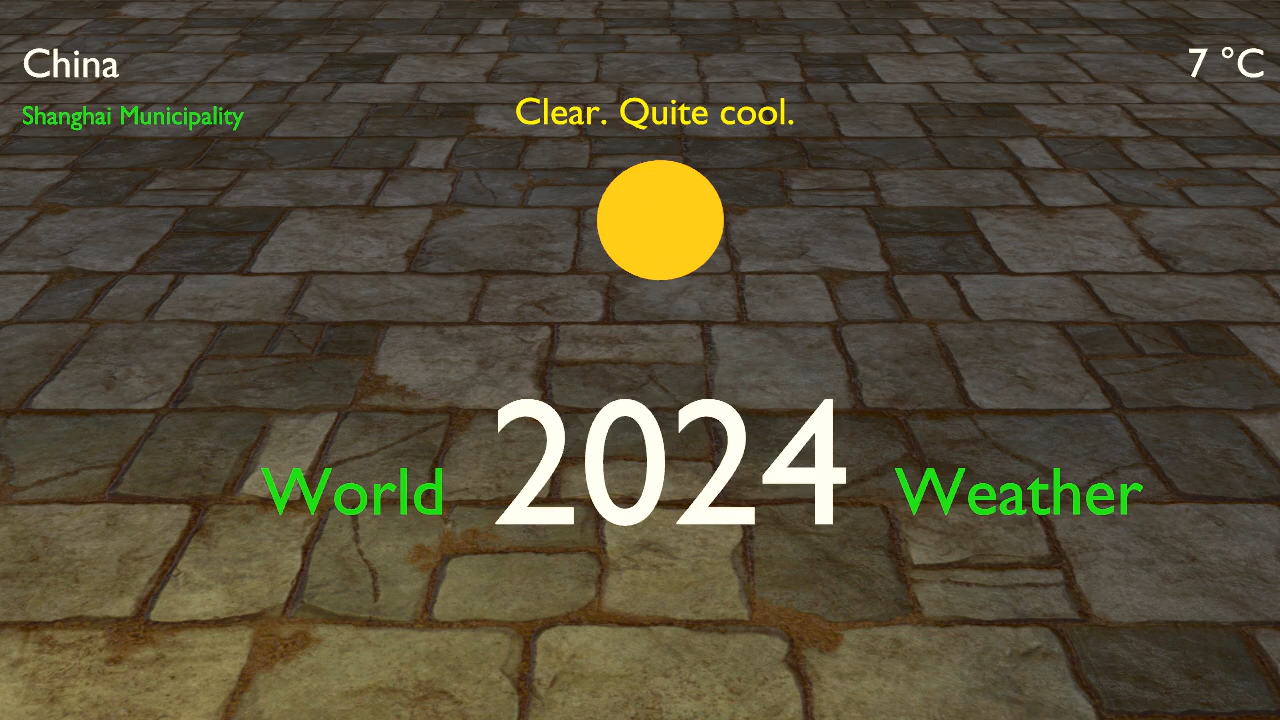 China
7 °C
Shanghai Municipality
Clear. Quite cool.
World 2024 Weather